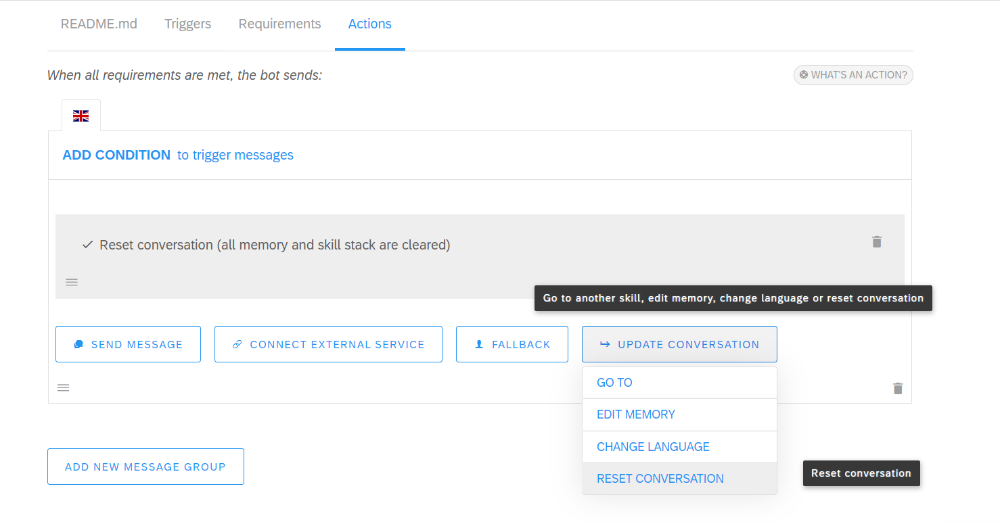 README.md Triggers Requirements Actions
When all requirements are met, the bot sends:
WHAT'S AN ACTION?
ADD CONDITION to trigger messages
Reset conversation (all memory and skill stack are cleared)
Go to another skill, edit memory, change language or reset conversation
SEND MESSAGE CONNECT EXTERNAL SERVICE FALLBACK UPDATE CONVERSATION
GO TO
EDIT MEMORY
CHANGE LANGUAGE
RESET CONVERSATION
Reset conversation
ADD NEW MESSAGE GROUP